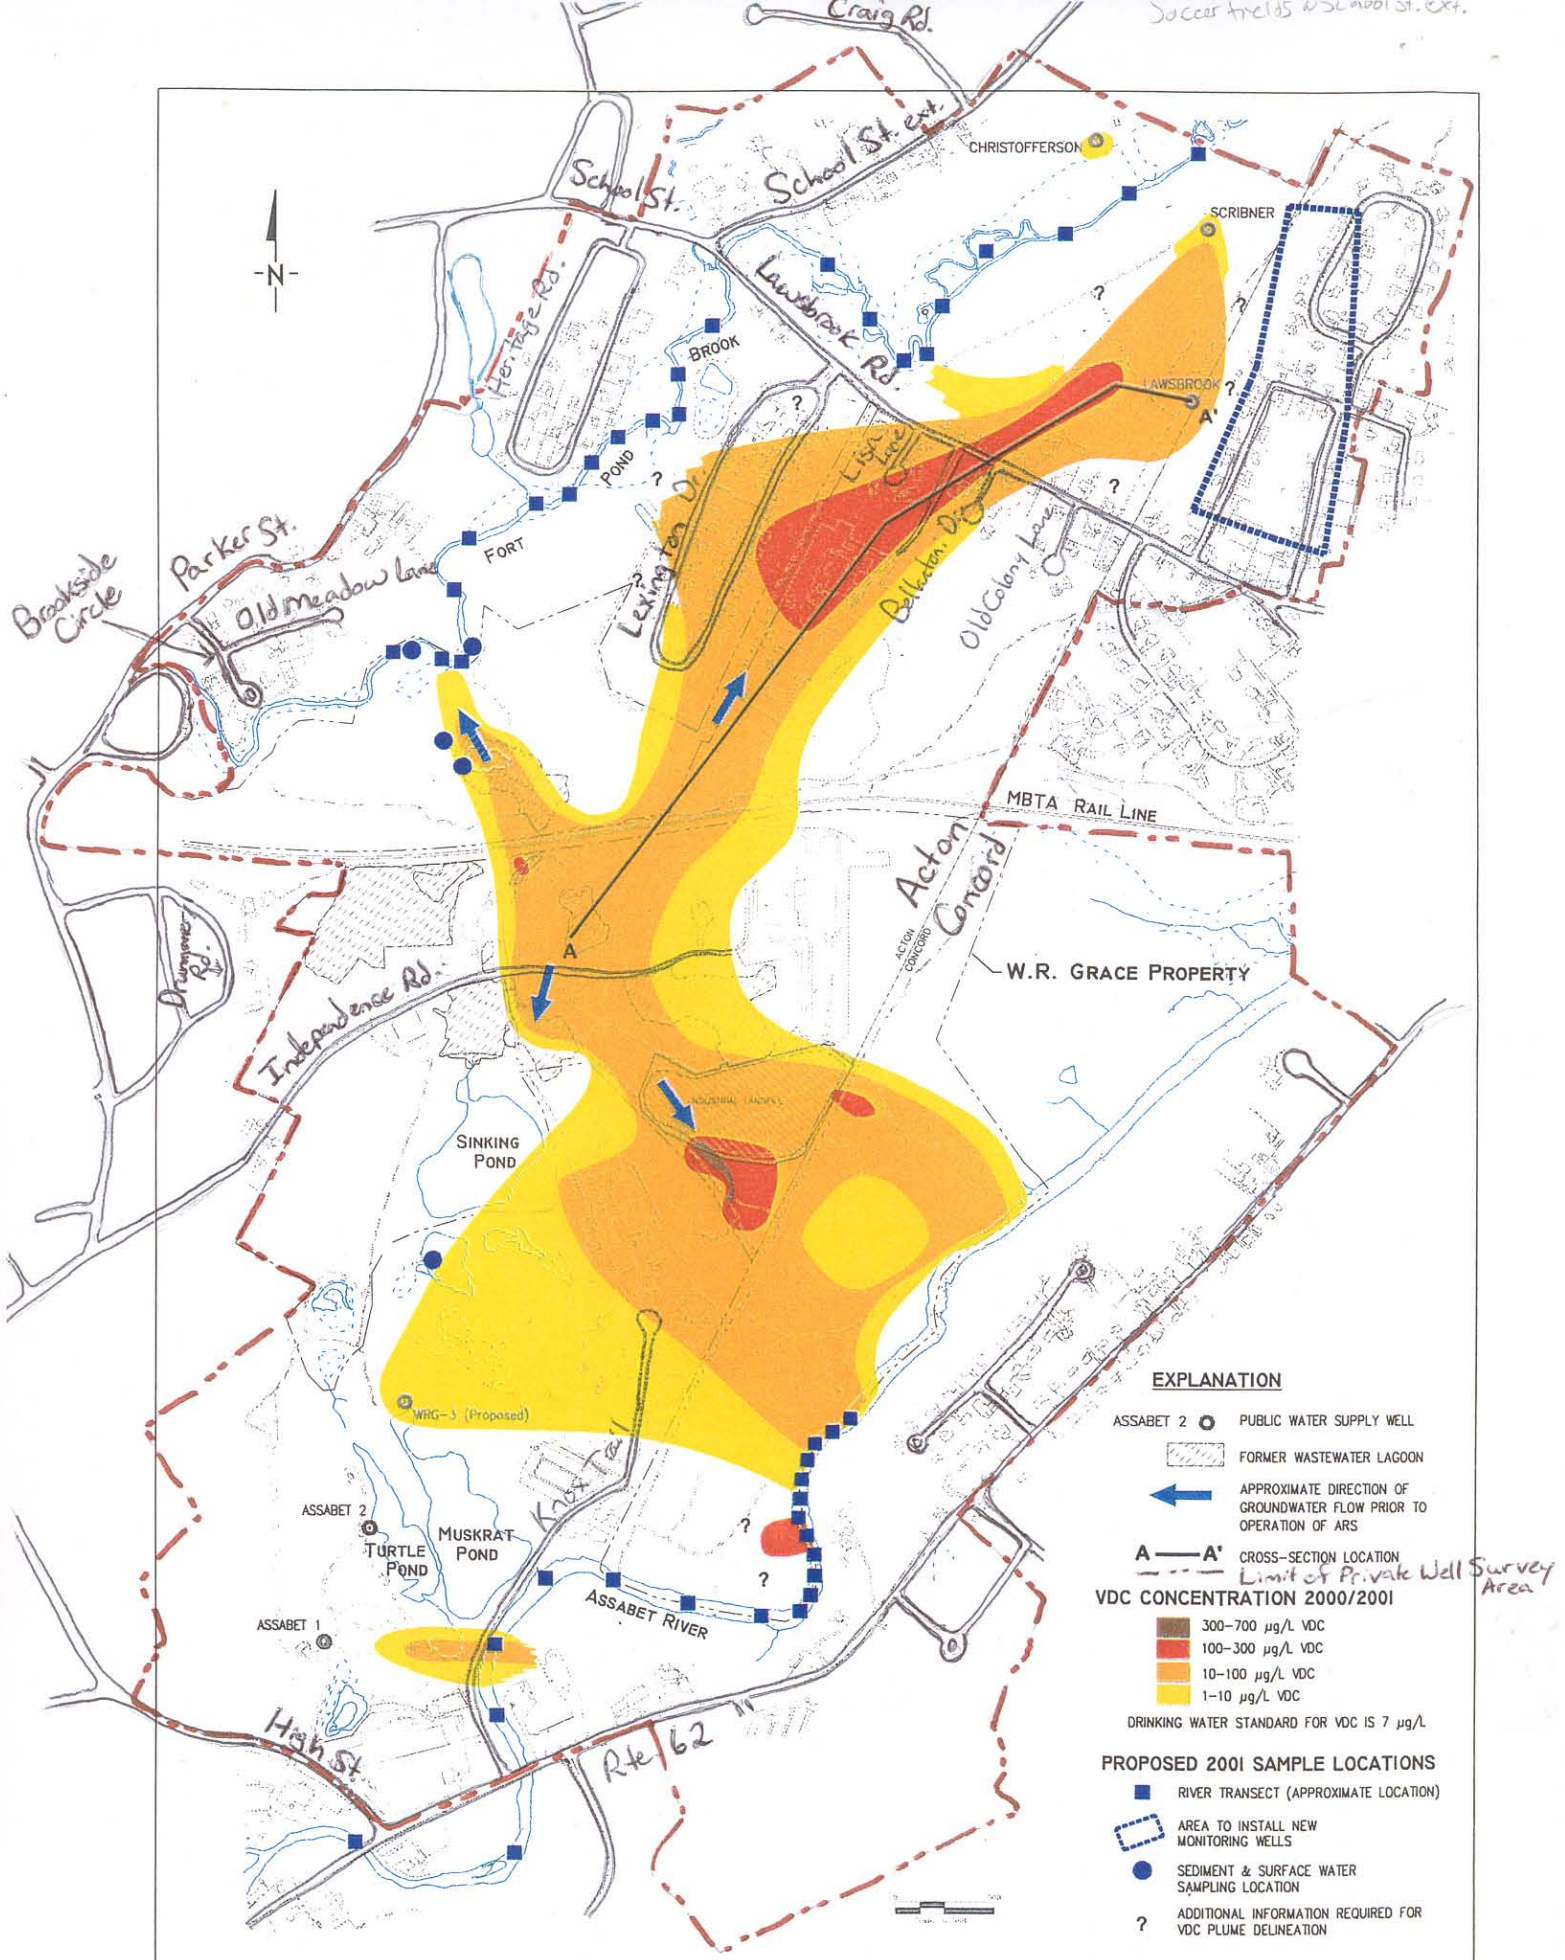 Craig Rd.
Soccer fields
School St. ext.
CHRISTOFFERSON
School St.
School St. ext.
SCRIBNER
-N-
Heritage Rd.
Lawsbrook Rd.
?
?
BROOK
LAWSBROOK
?
A'
?
Lisa Lane
POND
?
?
Parker St.
FORT
Lexington Dr.
Old Colony Lane
Brookside
Circle
Old Meadow Lane
?
MBTA RAIL LINE
Acton
Concord
A
ACTON
CONCORD
W.R. GRACE PROPERTY
Drummer
Rd.
Independence Rd.
INDUSTRIAL LANDFILL
SINKING
POND
WRG-3 (Proposed)
Knox Trail
ASSABET 2
TURTLE
POND
MUSKRAT
POND
?
?
ASSABET RIVER
ASSABET 1
High St.
Rte 62
EXPLANATION
ASSABET 2 PUBLIC WATER SUPPLY WELL
FORMER WASTEWATER LAGOON
APPROXIMATE DIRECTION OF
GROUNDWATER FLOW PRIOR TO
OPERATION OF ARS
A A' CROSS-SECTION LOCATION
Limit of Private Well Survey
Area
VDC CONCENTRATION 2000/2001
300-700 µg/L VDC
100-300 µg/L VDC
10-100 µg/L VDC
1-10 µg/L VDC
DRINKING WATER STANDARD FOR VDC IS 7 µg/L
PROPOSED 2001 SAMPLE LOCATIONS
RIVER TRANSECT (APPROXIMATE LOCATION)
AREA TO INSTALL NEW
MONITORING WELLS
SEDIMENT & SURFACE WATER
SAMPLING LOCATION
? ADDITIONAL INFORMATION REQUIRED FOR
VDC PLUME DELINEATION